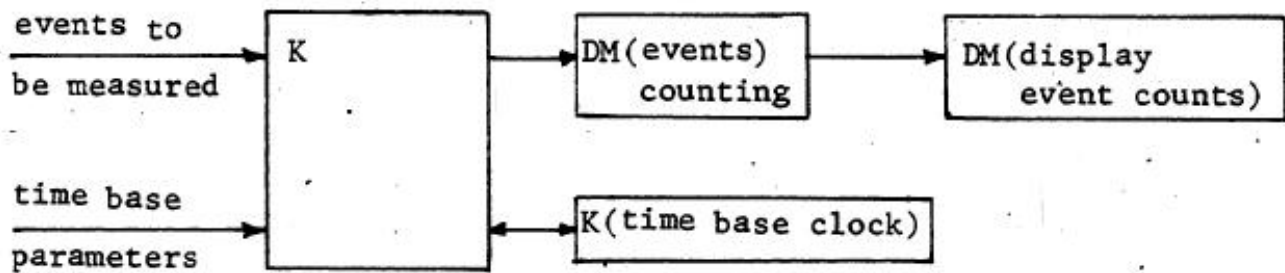 events to
be measured
K
DM(events)
counting
DM(display
event counts)
time base
parameters
K(time base clock)